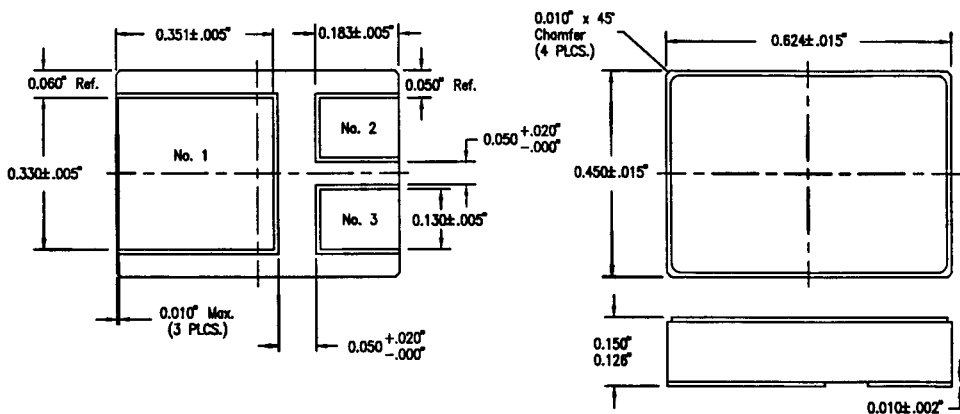 0.351±.005"
0.183±.005"
0.060" Ref.
0.050" Ref.
No. 1
No. 2
0.050 +.020"
-.000"
0.330±.005"
No. 3
0.130±.005"
0.010" Max.
(3 PLCS.)
0.050 +.020"
-.000"
0.010" x 45°
Chamfer
(4 PLCS.)
0.624±.015"
0.450±.015"
0.150"
0.126"
0.010±.002"